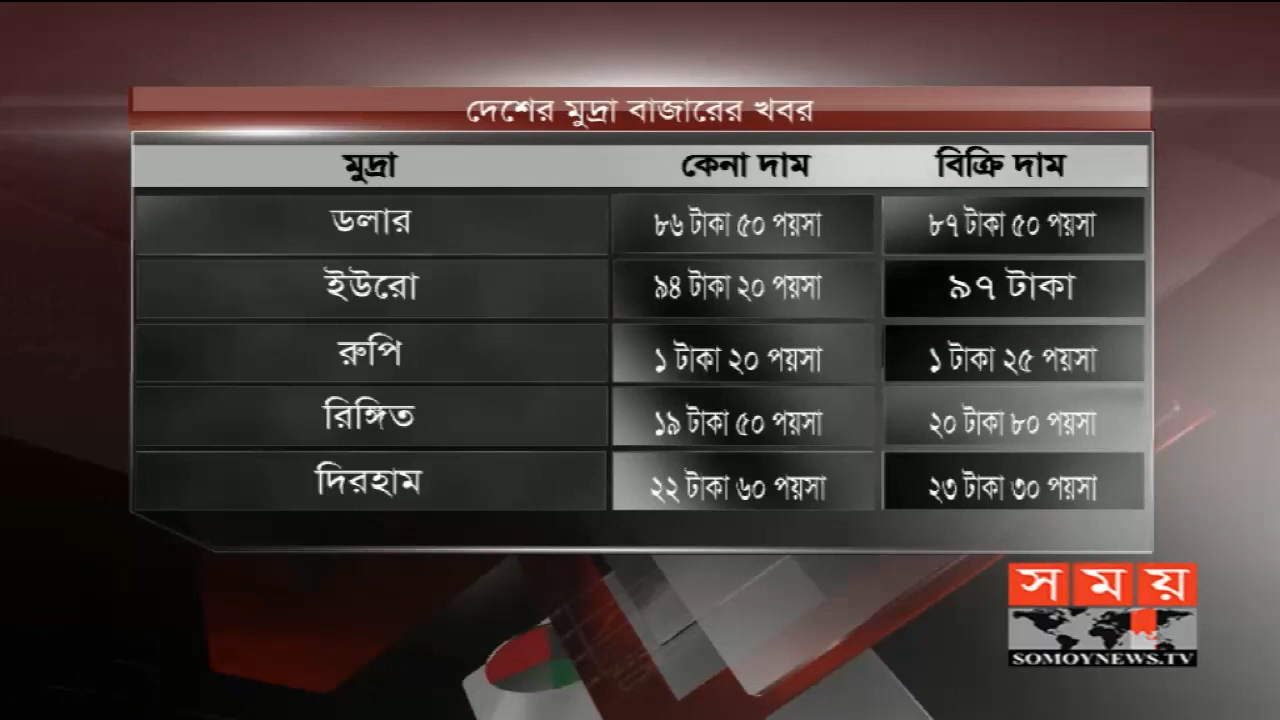 দেশের মুদ্রা বাজারের খবর
মুদ্রা কেনা দাম বিক্রি দাম
ডলার ৮৬ টাকা ৫০ পয়সা ৮৭ টাকা ৫০ পয়সা
ইউরো ৯৪ টাকা ২০ পয়সা ৯৭ টাকা
রুপি ১ টাকা ২০ পয়সা ১ টাকা ২৫ পয়সা
রিঙ্গিত ১৯ টাকা ৫০ পয়সা ২০ টাকা ৮০ পয়সা
দিরহাম ২২ টাকা ৬০ পয়সা ২৩ টাকা ৩০ পয়সা
সময়
SOMOYNEWS.TV